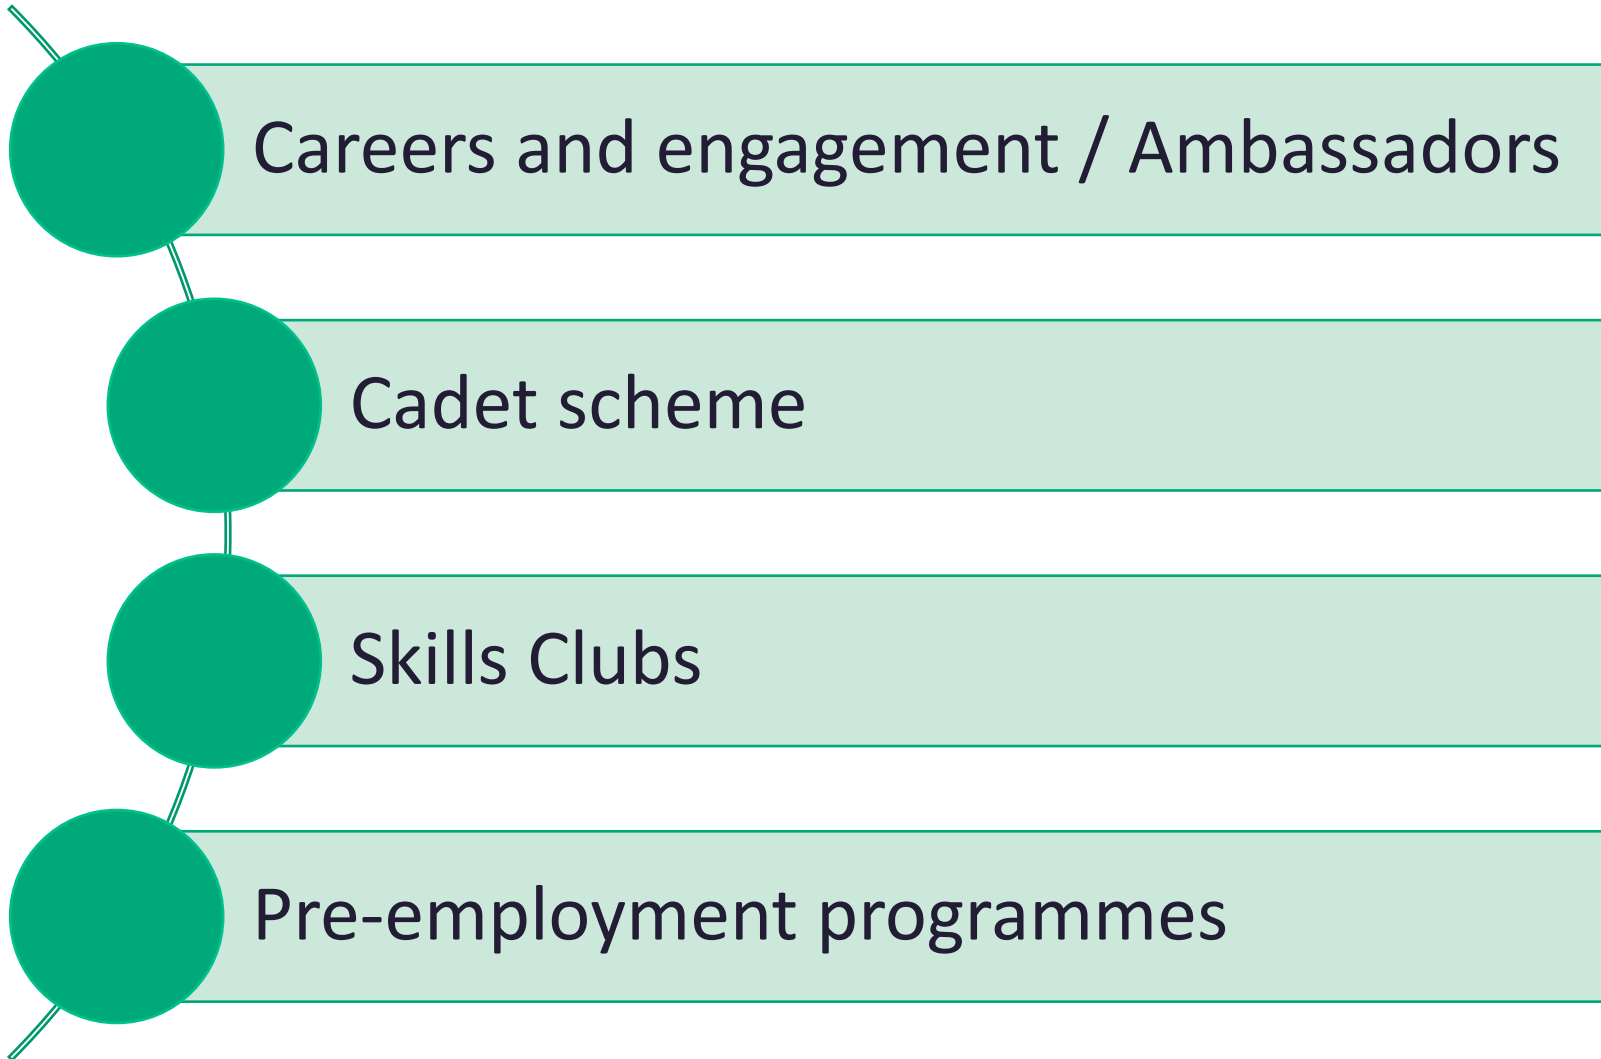 Careers and engagement / Ambassadors
Cadet scheme
Skills Clubs
Pre-employment programmes